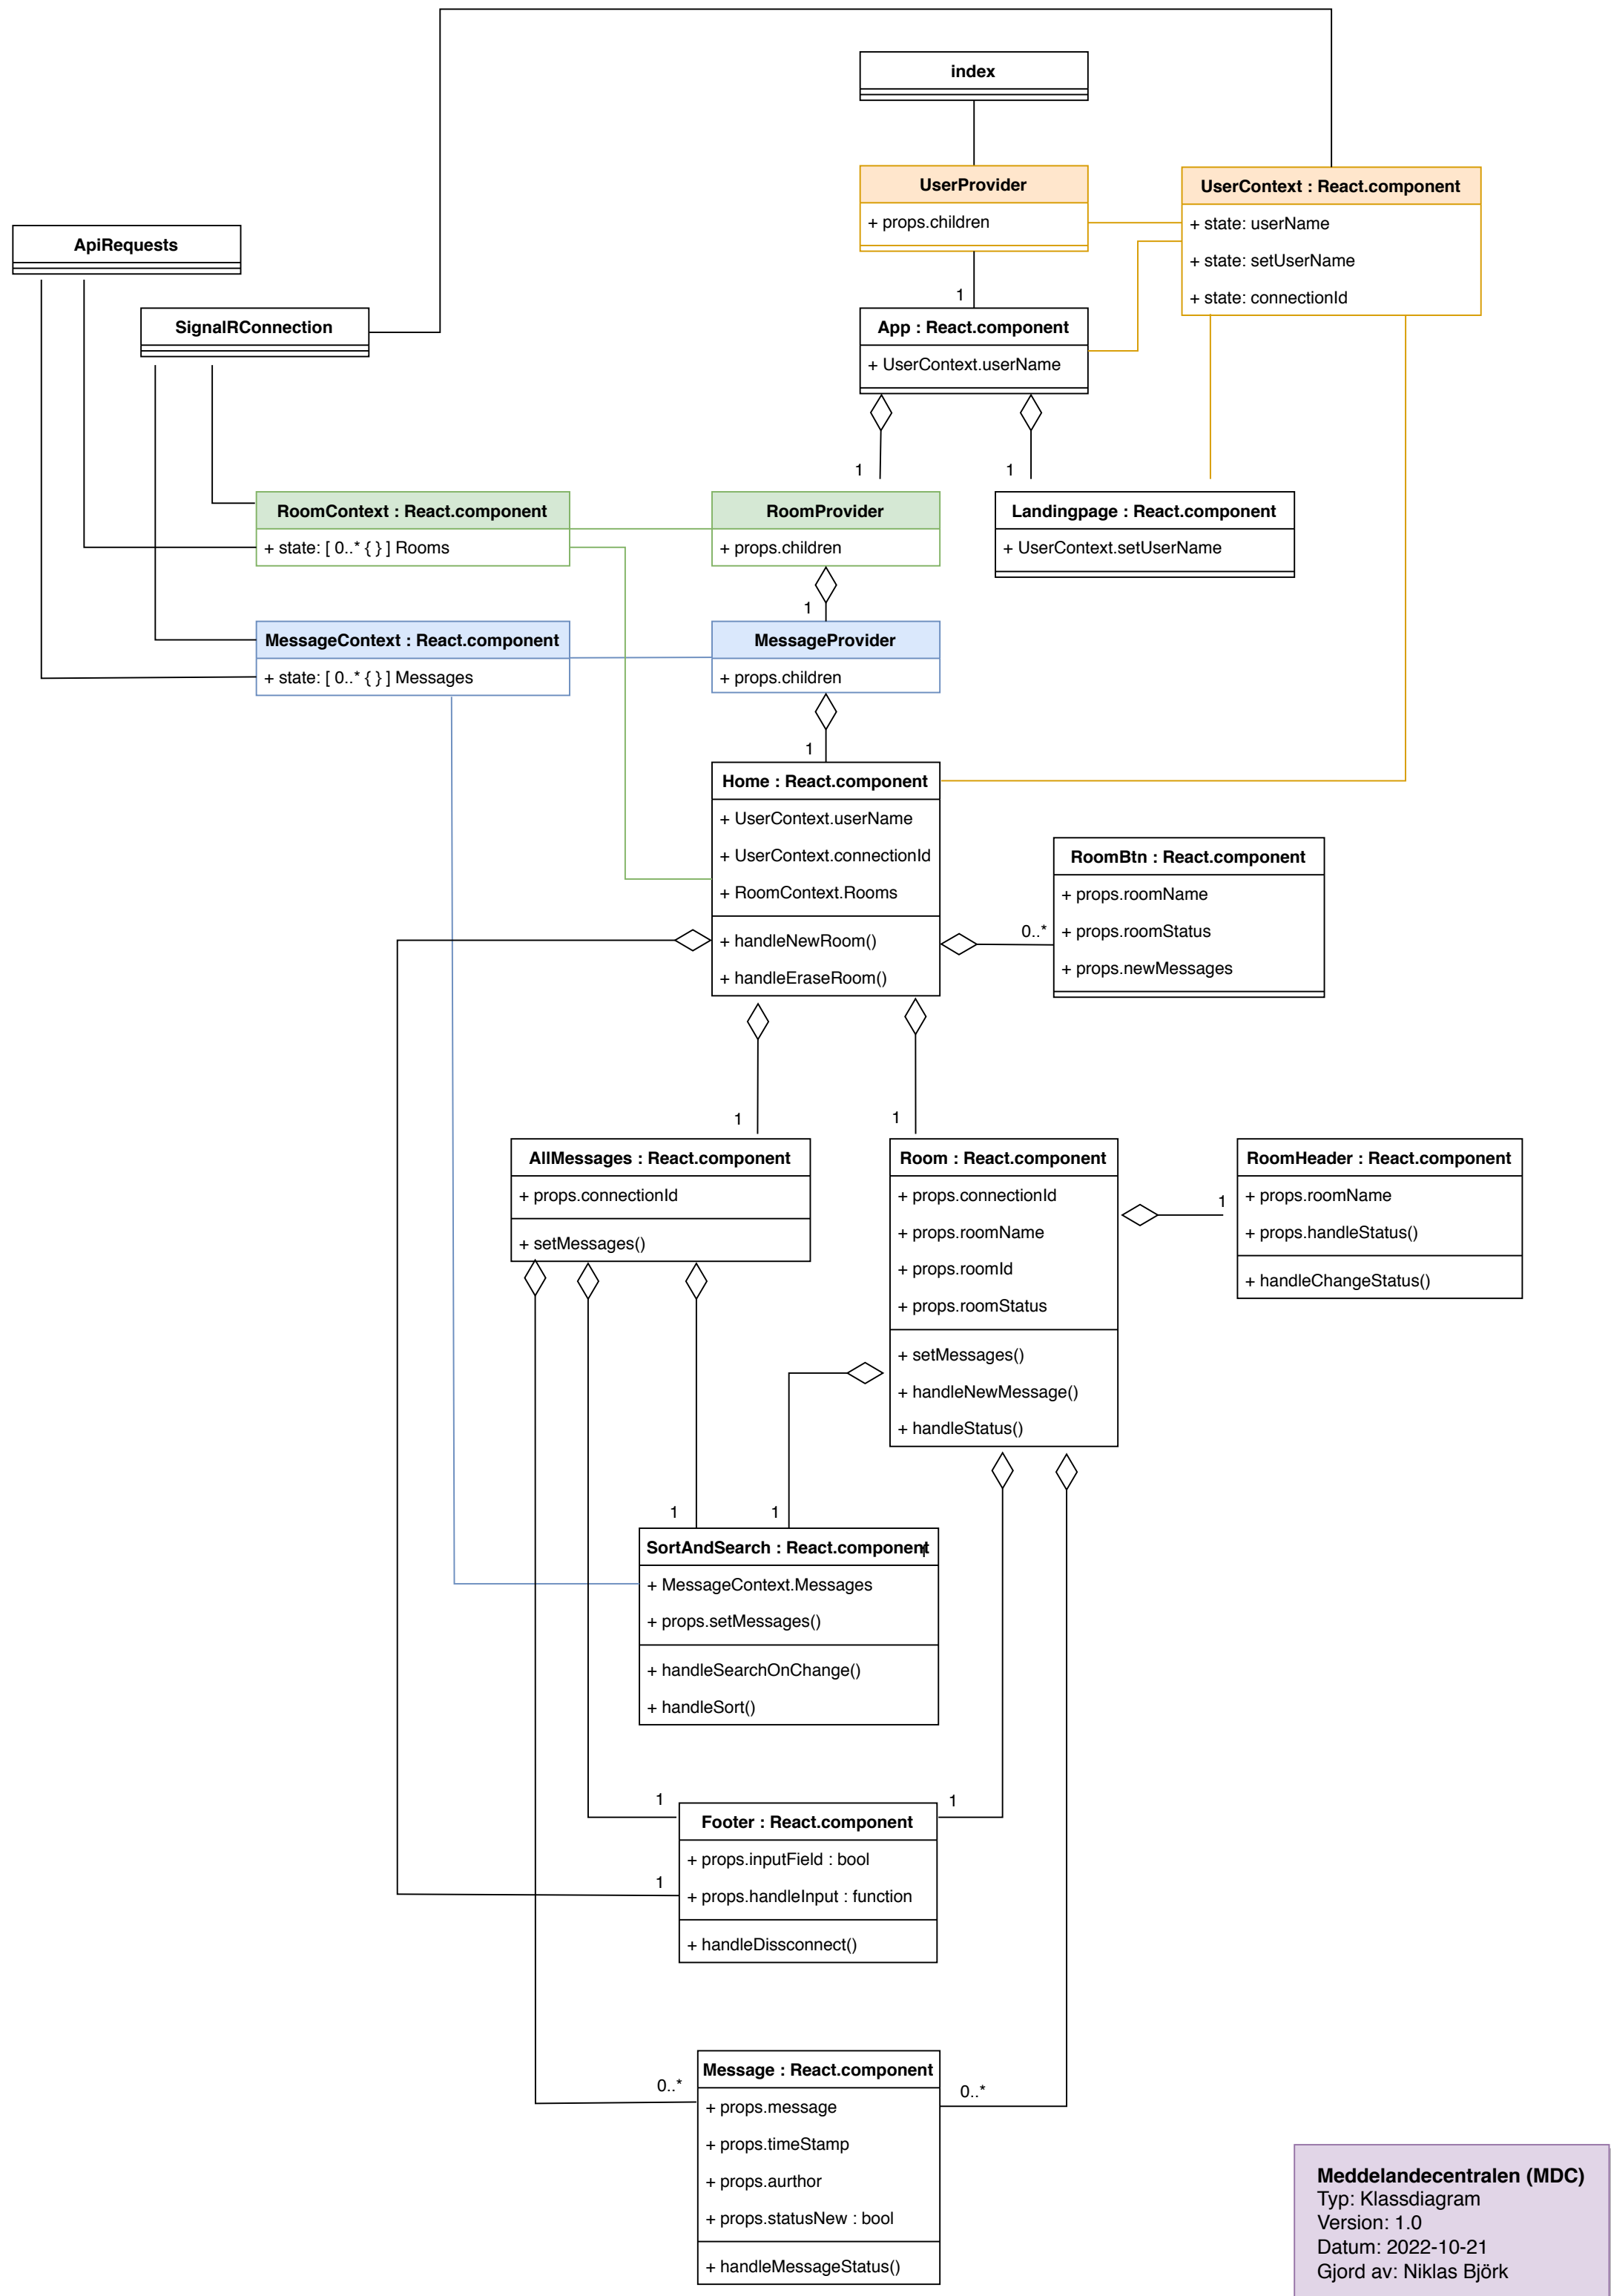 index
UserProvider
+ props.children
UserContext : React.component
+ state: userName
+ state: setUserName
+ state: connectionId
ApiRequests
SignalRConnection
1
App : React.component
+ UserContext.userName
1
1
RoomContext : React.component
+ state: [ 0..* { } ] Rooms
RoomProvider
+ props.children
Landingpage : React.component
+ UserContext.setUserName
1
MessageContext : React.component
+ state: [ 0..* { } ] Messages
MessageProvider
+ props.children
1
Home : React.component
+ UserContext.userName
+ UserContext.connectionId
+ RoomContext.Rooms
+ handleNewRoom()
+ handleEraseRoom()
0..*
RoomBtn : React.component
+ props.roomName
+ props.roomStatus
+ props.newMessages
1
1
AllMessages : React.component
+ props.connectionId
+ setMessages()
Room : React.component
+ props.connectionId
+ props.roomName
+ props.roomId
+ props.roomStatus
+ setMessages()
+ handleNewMessage()
+ handleStatus()
1
RoomHeader : React.component
+ props.roomName
+ props.handleStatus()
+ handleChangeStatus()
1
1
SortAndSearch : React.component
+ MessageContext.Messages
+ props.setMessages()
+ handleSearchOnChange()
+ handleSort()
1
1
1
Footer : React.component
+ props.inputField : bool
+ props.handleInput : function
+ handleDissconnect()
0..*
0..*
Message : React.component
+ props.message
+ props.timeStamp
+ props.aurthor
+ props.statusNew : bool
+ handleMessageStatus()
Meddelandecentralen (MDC)
Typ: Klassdiagram
Version: 1.0
Datum: 2022-10-21
Gjord av: Niklas Björk